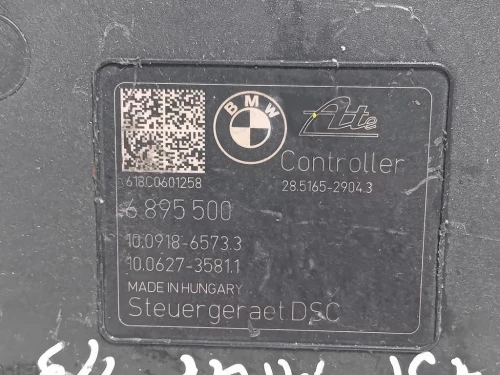 BMW
Ate
Controller
618C0601258
28.5165-2904.3
6 895 500
10.0918-6573.3
10.0627-3581.1
MADE IN HUNGARY
Steuergeraet DSC